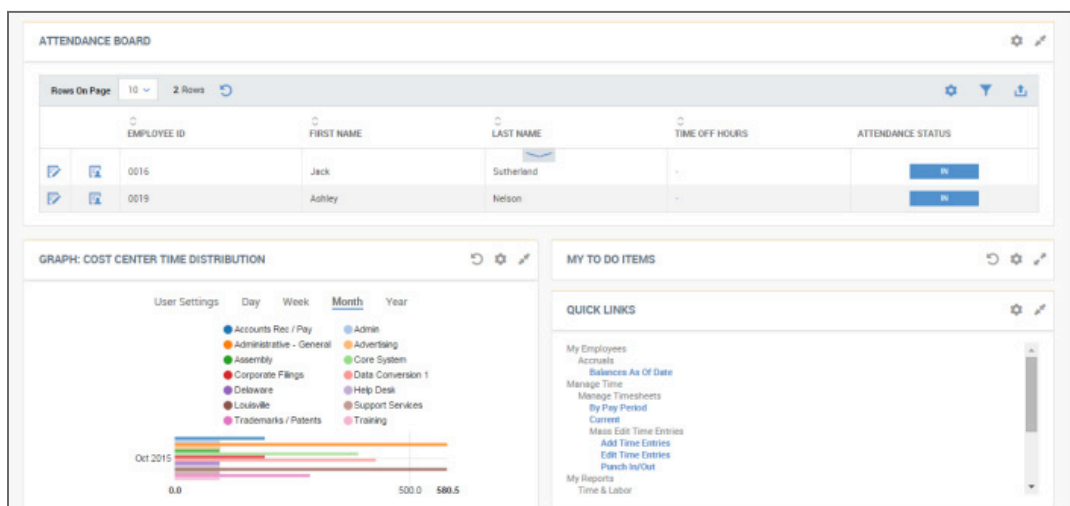 ATTENDANCE BOARD
Rows On Page 10 2 Rows
EMPLOYEE ID FIRST NAME LAST NAME TIME OFF HOURS ATTENDANCE STATUS
0016 Jack Sutherland - IN
0019 Ashley Nelson - IN
GRAPH: COST CENTER TIME DISTRIBUTION
User Settings Day Week Month Year
Accounts Rec / Pay Admin
Administrative - General Advertising
Assembly Core System
Corporate Filings Data Conversion 1
Delaware Help Desk
Louisville Support Services
Trademarks / Patents Training
Oct 2015
0.0 500.0 580.5
MY TO DO ITEMS
QUICK LINKS
My Employees
Accruals
Balances As Of Date
Manage Time
Manage Timesheets
By Pay Period
Current
Mass Edit Time Entries
Add Time Entries
Edit Time Entries
Punch In/Out
My Reports
Time & Labor